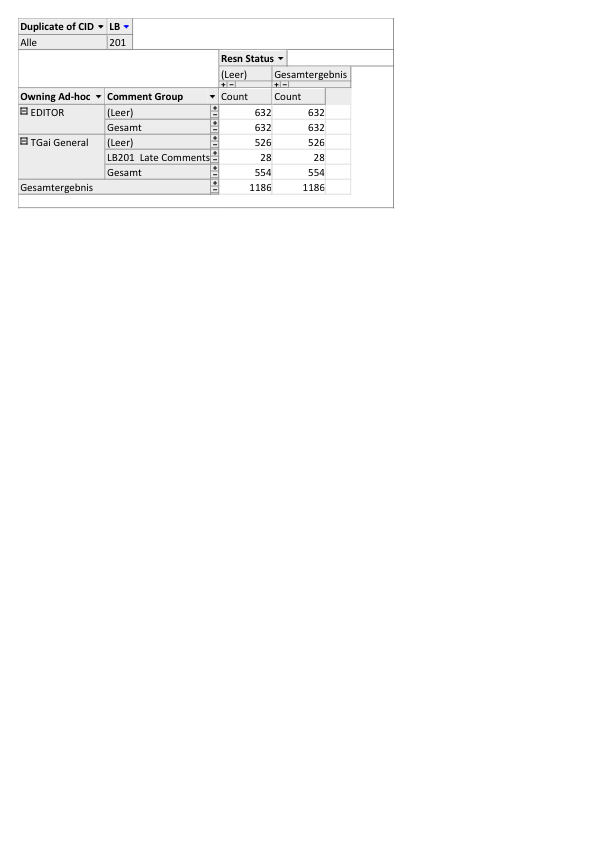 Duplicate of CID LB
Alle 201
Resn Status
(Leer) Gesamtergebnis
Owning Ad-hoc Comment Group Count Count
EDITOR (Leer) 632 632
Gesamt 632 632
TGai General (Leer) 526 526
LB201 Late Comments 28 28
Gesamt 554 554
Gesamtergebnis 1186 1186